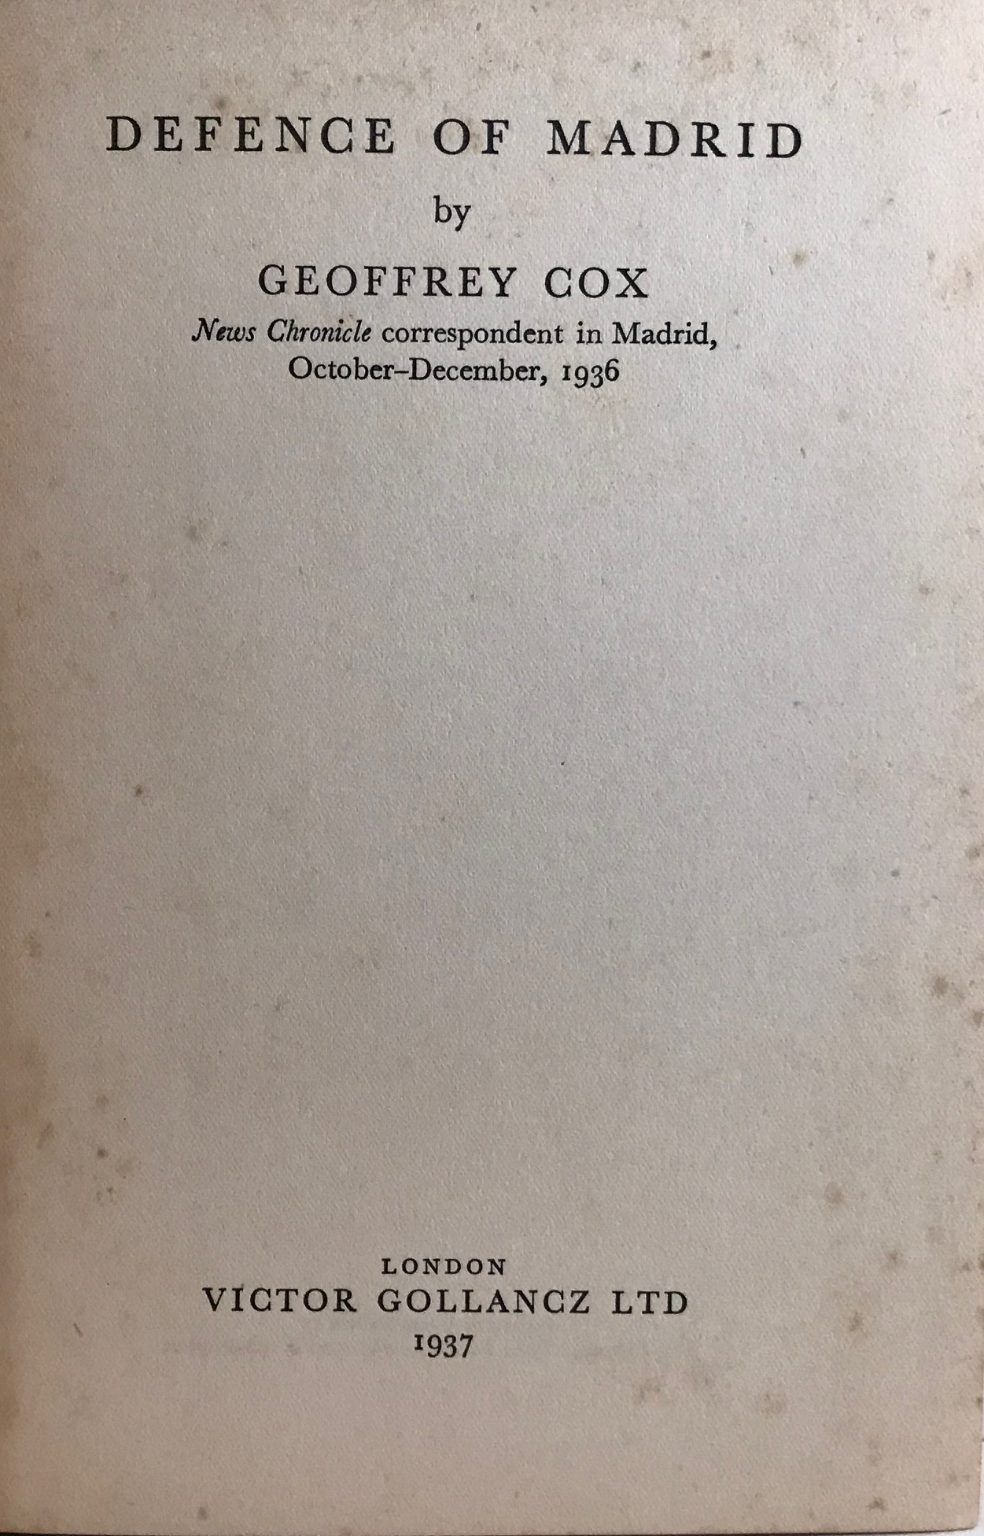 DEFENCE OF MADRID
by
GEOFFREY COX
News Chronicle correspondent in Madrid,
October–December, 1936
LONDON
VICTOR GOLLANCZ LTD
1937